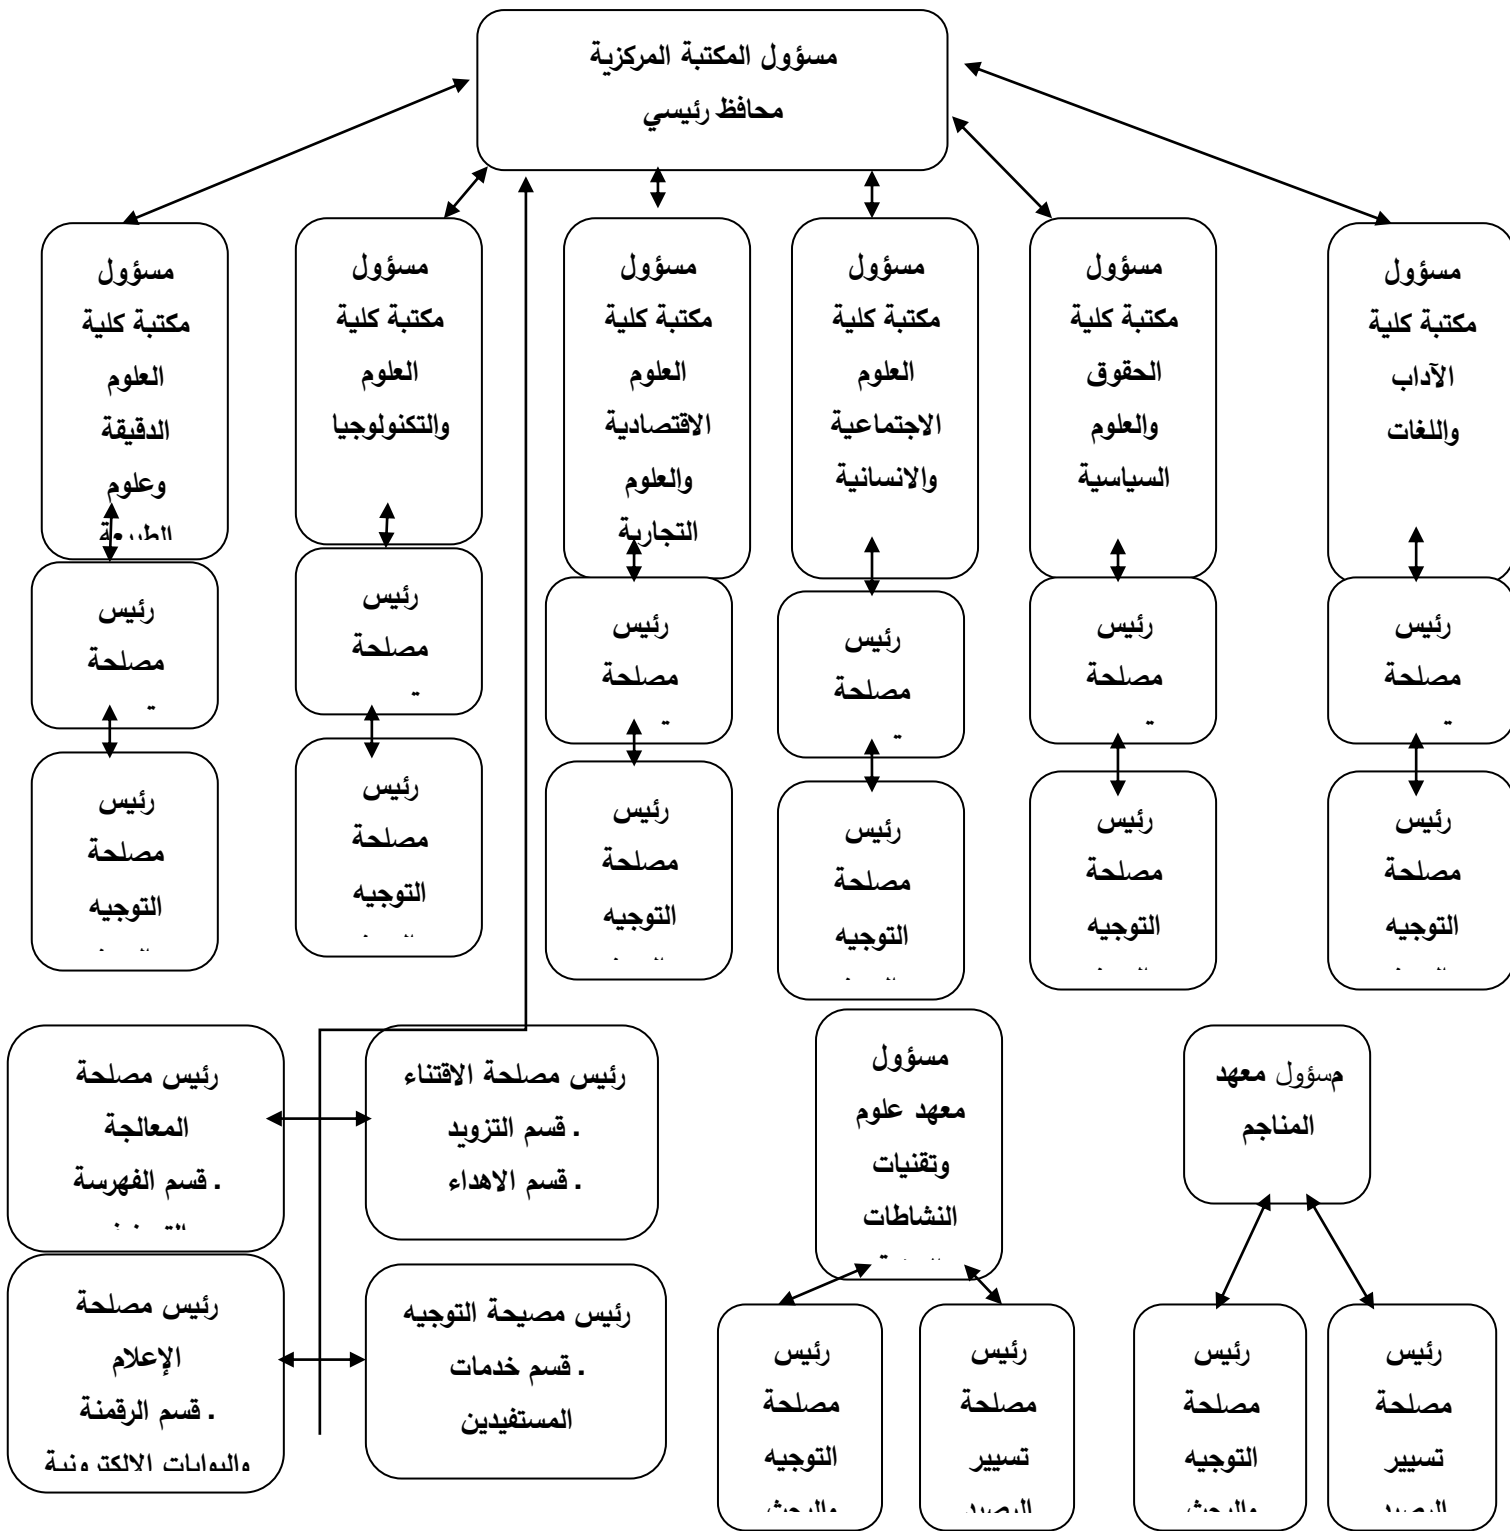 مسؤول المكتبة المركزية
محافظ رئيسي
مسؤول
مكتبة كلية
الآداب
واللغات
مسؤول
مكتبة كلية
الحقوق
والعلوم
السياسية
مسؤول
مكتبة كلية
العلوم
الاجتماعية
والانسانية
مسؤول
مكتبة كلية
العلوم
الاقتصادية
والعلوم
التجارية
مسؤول
مكتبة كلية
العلوم
والتكنولوجيا
مسؤول
مكتبة كلية
العلوم
الدقيقة
وعلوم
رئيس
مصلحة
رئيس
مصلحة
رئيس
مصلحة
رئيس
مصلحة
رئيس
مصلحة
رئيس
مصلحة
رئيس
مصلحة
التوجيه
رئيس
مصلحة
التوجيه
رئيس
مصلحة
التوجيه
رئيس
مصلحة
التوجيه
رئيس
مصلحة
التوجيه
رئيس
مصلحة
التوجيه
مسؤول معهد
المناجم
مسؤول
معهد علوم
وتقنيات
النشاطات
رئيس مصلحة الاقتناء
. قسم التزويد
. قسم الاهداء
رئيس مصلحة
المعالجة
. قسم الفهرسة
رئيس
مصلحة
تسيير
رئيس
مصلحة
التوجيه
والبحث
رئيس
مصلحة
تسيير
رئيس
مصلحة
التوجيه
والبحث
رئيس مصيحة التوجيه
. قسم خدمات
المستفيدين
رئيس مصلحة
الإعلام
. قسم الرقمنة
والبوابات الالكترونية